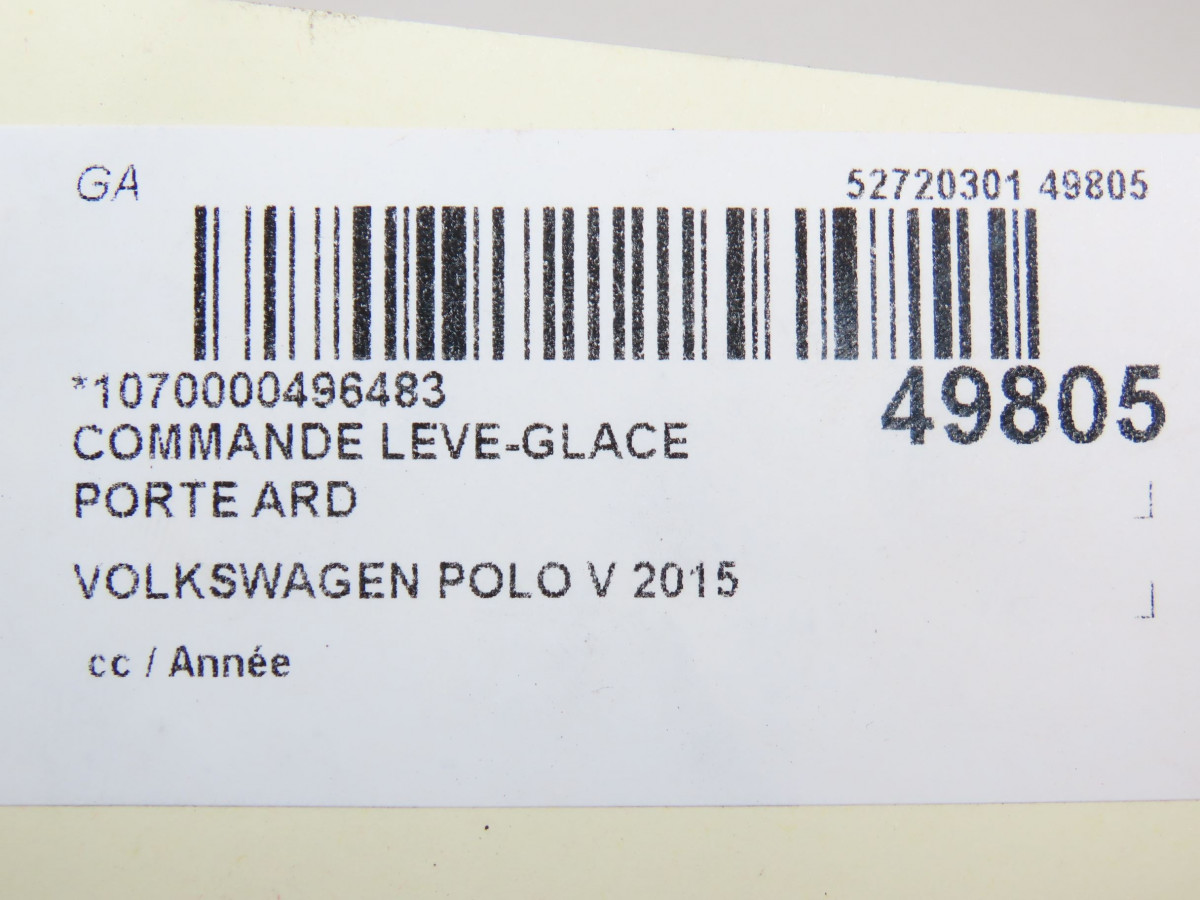 GA 52720301 49805
*1070000496483
49805
COMMANDE LEVE-GLACE
PORTE ARD
VOLKSWAGEN POLO V 2015
cc / Année